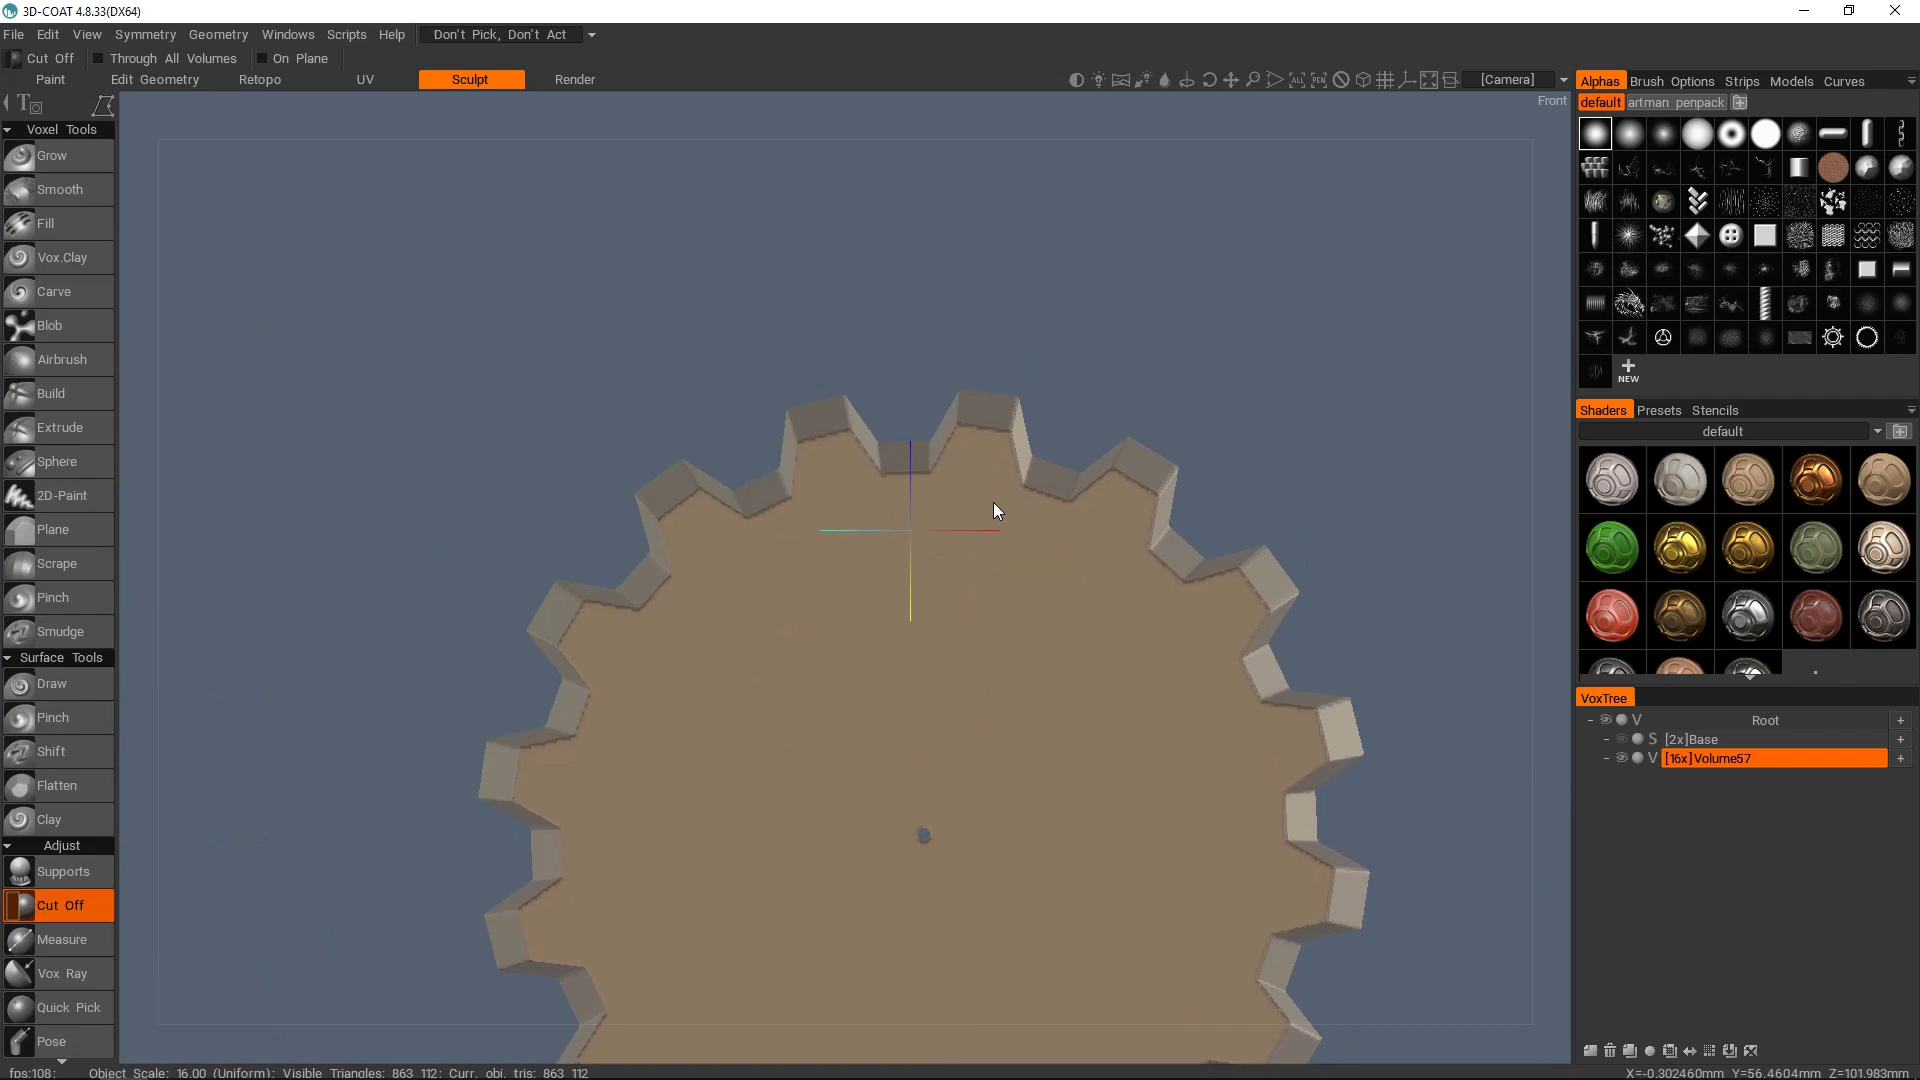 3D-COAT 4.8.33(DX64)
File Edit View Symmetry Geometry Windows Scripts Help Don't Pick, Don't Act
Cut Off Through All Volumes On Plane
Paint Edit Geometry Retopo UV Sculpt Render [Camera]
Front
Voxel Tools
Grow
Smooth
Fill
Vox.Clay
Carve
Blob
Airbrush
Build
Extrude
Sphere
2D-Paint
Plane
Scrape
Pinch
Smudge
Surface Tools
Draw
Pinch
Shift
Flatten
Clay
Adjust
Supports
Cut Off
Measure
Vox Ray
Quick Pick
Pose
Alphas Brush Options Strips Models Curves
default artman penpack
NEW
Shaders Presets Stencils
default
VoxTree
V Root +
S [2x]Base +
V [16x]Volume57 +
fps:108; Object Scale: 16.00 (Uniform); Visible Triangles: 863 112; Curr. obj. tris: 863 112
X=-0.302460mm Y=56.4604mm Z=101.983mm